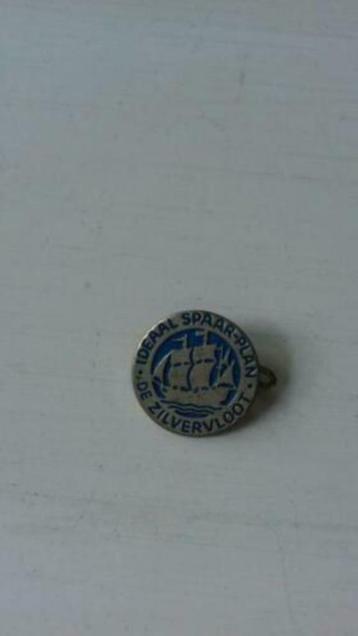 IDEAAL SPAAR-PLAN
• DE ZILVERVLOOT •